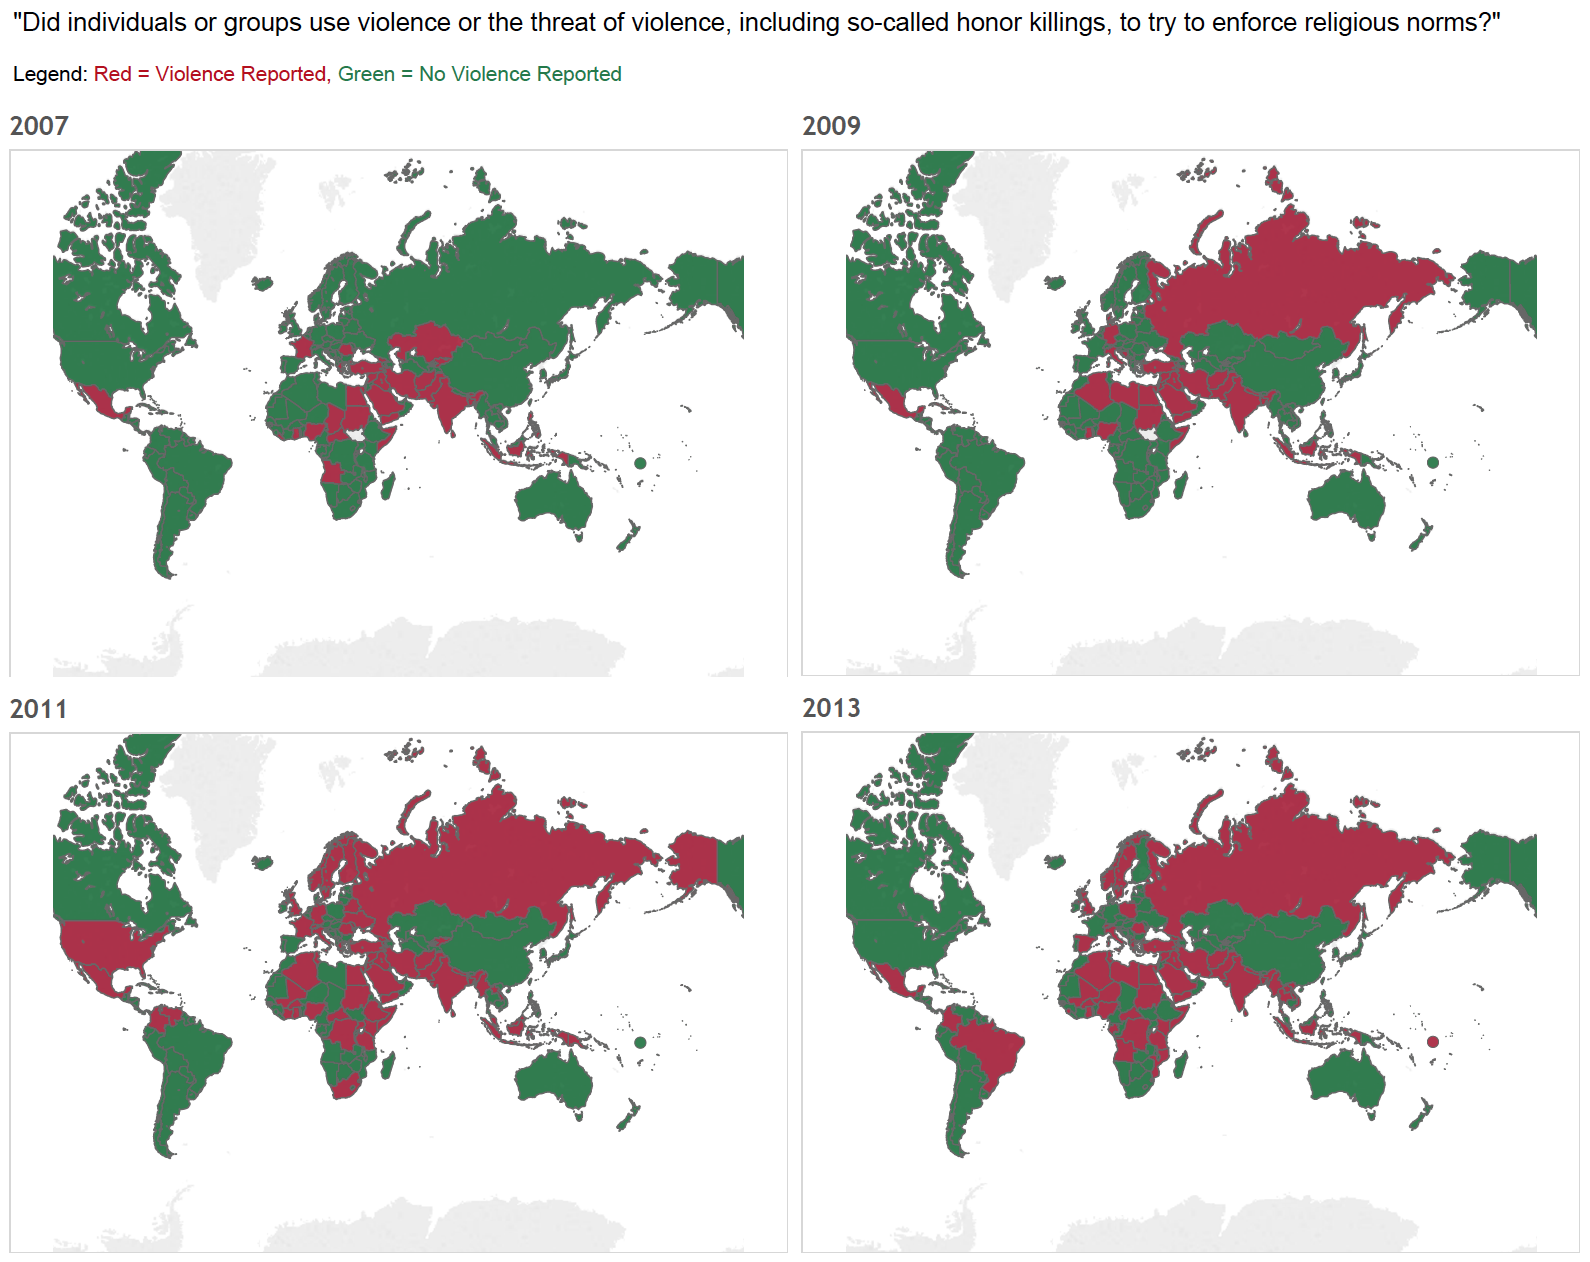 "Did individuals or groups use violence or the threat of violence, including so-called honor killings, to try to enforce religious norms?"
Legend: Red = Violence Reported, Green = No Violence Reported
2007
2009
2011
2013